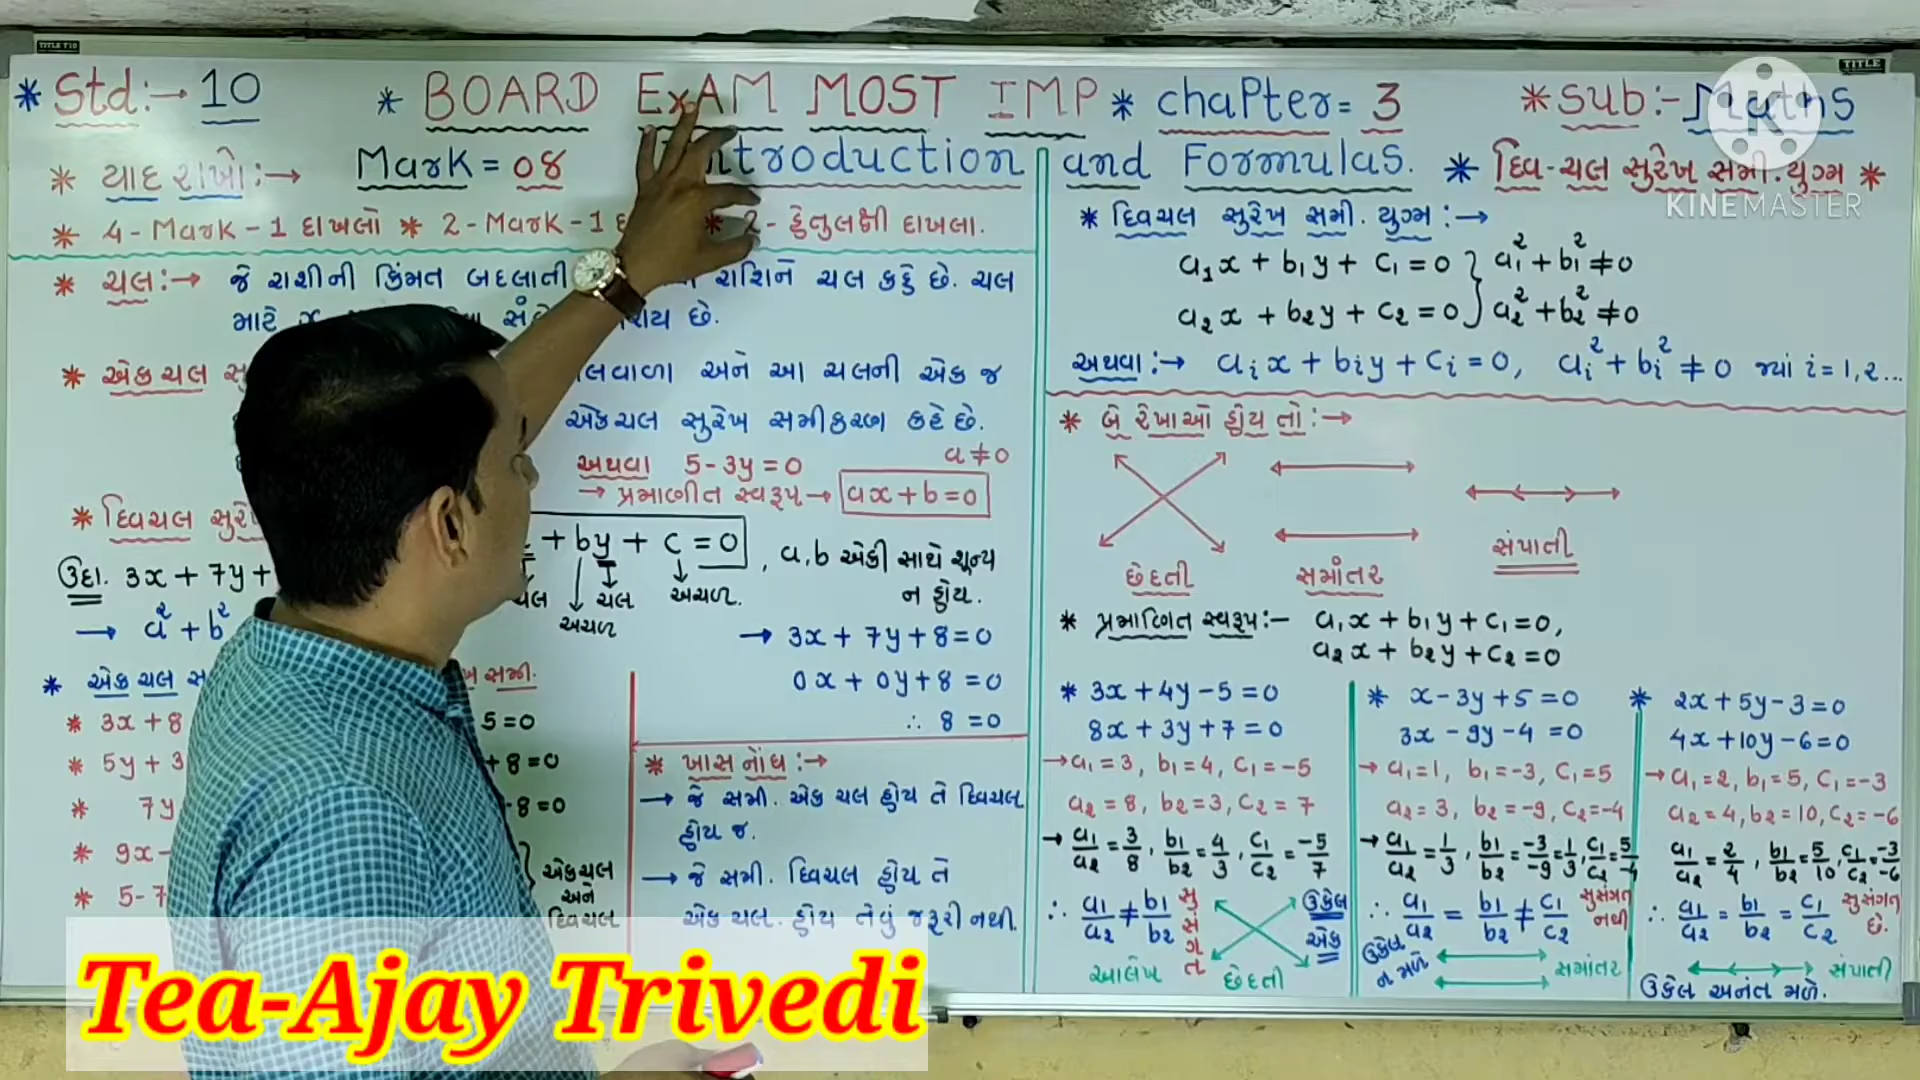 TITLE T10
TITLE
* Std:→ 10 * BOARD ExAM MOST IMP * chapter = 3 * Sub:- Maths
* યાદ રાખો:→ Mark = 08 Introduction and Formulas. * દ્વિ-ચલ સુરેખ સમી.યુગ્મ *
KINEMASTER
* 4 - Mark - 1 દાખલો * 2 - Mark - 1 * 2 - હેતુલક્ષી દાખલા.
* ચલ:→ જે રાશીની કિંમત બદલાતી રાશિને ચલ કહે છે. ચલ
માટે છે.
* એકચલ ચલવાળા અને આ ચલની એક જ
એકચલ સુરેખ સમીકરણ કહે છે.
અથવા 5 - 3y = 0 a ≠ 0
→ પ્રમાણીત સ્વરૂપ → ax + b = 0
* દ્વિચલ સુરેખ
+ by + c = 0 , a, b એકી સાથે શૂન્ય
ન હોય.
ચલ ચલ અચળ.
અચળ
ઉદા. 3x + 7y +
→ a² + b²
→ 3x + 7y + 8 = 0
0x + 0y + 8 = 0
∴ 8 = 0
* એક ચલ સમી.
* 3x + 8 5 = 0
* 5y + 3 + 8 = 0
* 7y - 8 = 0
* 9x -
* 5 - 7
એકચલ
અને
દ્વિચલ
* ખાસ નોંધ:→
→ જે સમી. એક ચલ હોય તે દ્વિચલ
હોય જ.
→ જે સમી. દ્વિચલ હોય તે
એક ચલ. હોય તેવું જરૂરી નથી.
* દ્વિચલ સુરેખ સમી. યુગ્મ:→
a₁x + b₁y + c₁ = 0 } a₁² + b₁² ≠ 0
a₂x + b₂y + c₂ = 0 } a₂² + b₂² ≠ 0
અથવા:→ aᵢx + bᵢy + cᵢ = 0, aᵢ² + bᵢ² ≠ 0 જ્યાં i = 1, 2...
* બે રેખાઓ હોય તો:→
છેદતી સમાંતર સંપાતી
* પ્રમાણિત સ્વરૂપ:- a₁x + b₁y + c₁ = 0,
a₂x + b₂y + c₂ = 0
* 3x + 4y - 5 = 0
8x + 3y + 7 = 0
→ a₁ = 3, b₁ = 4, c₁ = -5
a₂ = 8, b₂ = 3, c₂ = 7
→ a₁/a₂ = 3/8, b₁/b₂ = 4/3, c₁/c₂ = -5/7
∴ a₁/a₂ ≠ b₁/b₂ સુસંગત ઉકેલ એક
આલેખ છેદતી
* x - 3y + 5 = 0
3x - 9y - 4 = 0
→ a₁ = 1, b₁ = -3, c₁ = 5
a₂ = 3, b₂ = -9, c₂ = -4
→ a₁/a₂ = 1/3, b₁/b₂ = -3/-9 = 1/3, c₁/c₂ = 5/-4
∴ a₁/a₂ = b₁/b₂ ≠ c₁/c₂ સુસંગત નથી
ઉકેલ ન મળે સમાંતર
* 2x + 5y - 3 = 0
4x + 10y - 6 = 0
→ a₁ = 2, b₁ = 5, c₁ = -3
a₂ = 4, b₂ = 10, c₂ = -6
a₁/a₂ = 2/4, b₁/b₂ = 5/10, c₁/c₂ = -3/-6
∴ a₁/a₂ = b₁/b₂ = c₁/c₂ સુસંગત છે.
સંપાતી
ઉકેલ અનંત મળે.
Tea-Ajay Trivedi